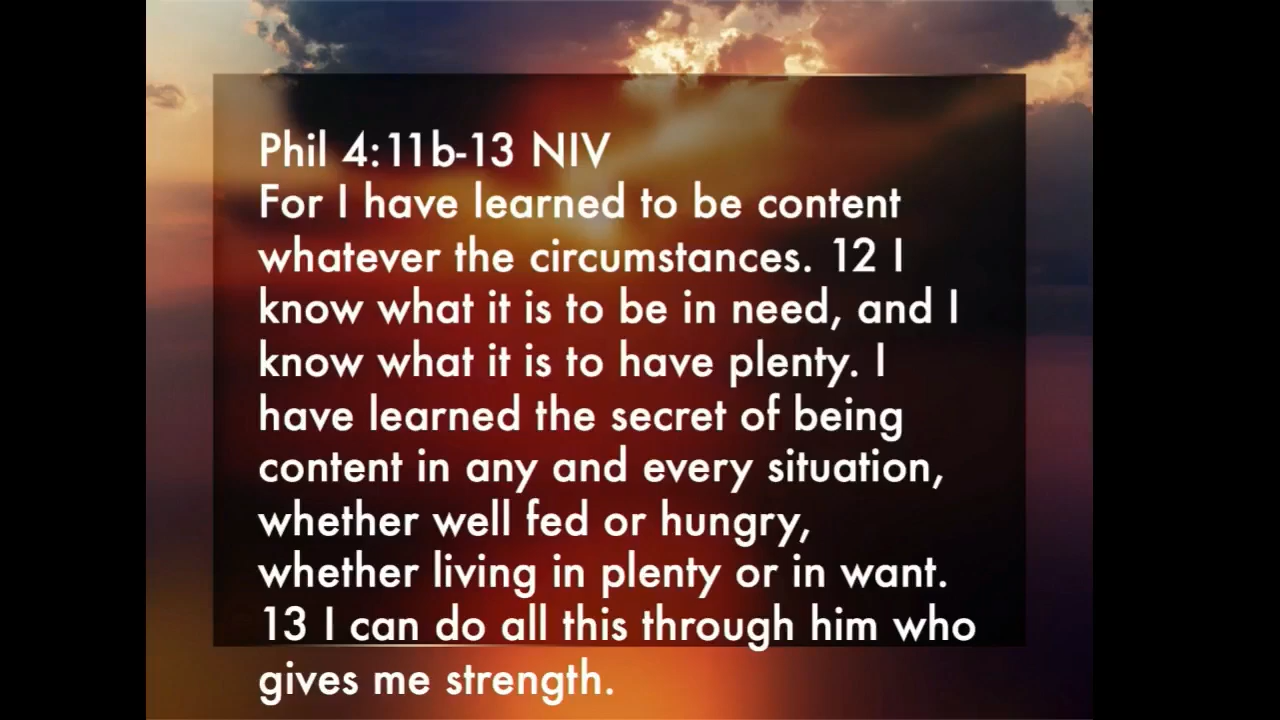 Phil 4:11b-13 NIV
For I have learned to be content
whatever the circumstances. 12 I
know what it is to be in need, and I
know what it is to have plenty. I
have learned the secret of being
content in any and every situation,
whether well fed or hungry,
whether living in plenty or in want.
13 I can do all this through him who
gives me strength.